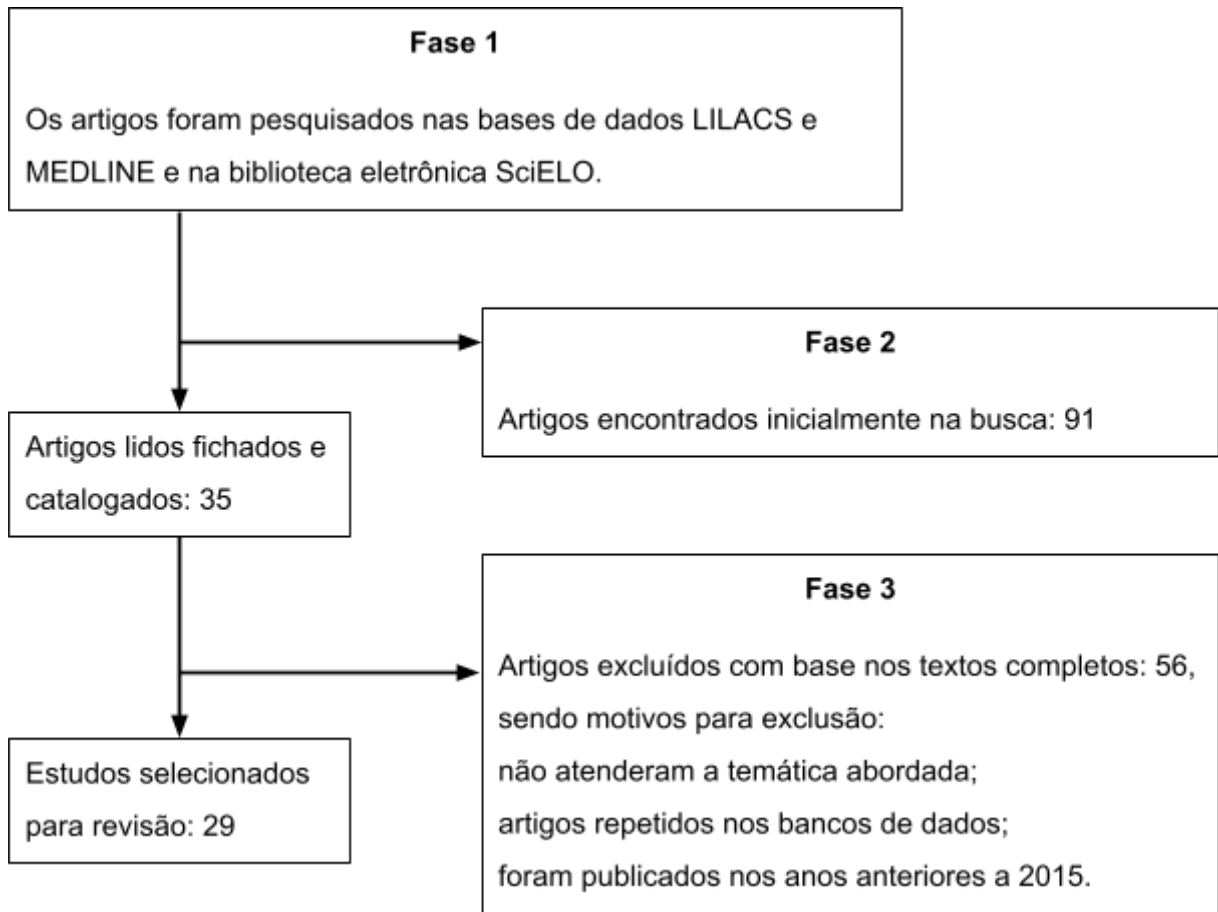 Fase 1
Os artigos foram pesquisados nas bases de dados LILACS e
MEDLINE e na biblioteca eletrônica SciELO.
Fase 2
Artigos encontrados inicialmente na busca: 91
Artigos lidos fichados e
catalogados: 35
Fase 3
Artigos excluídos com base nos textos completos: 56,
sendo motivos para exclusão:
não atenderam a temática abordada;
artigos repetidos nos bancos de dados;
foram publicados nos anos anteriores a 2015.
Estudos selecionados
para revisão: 29